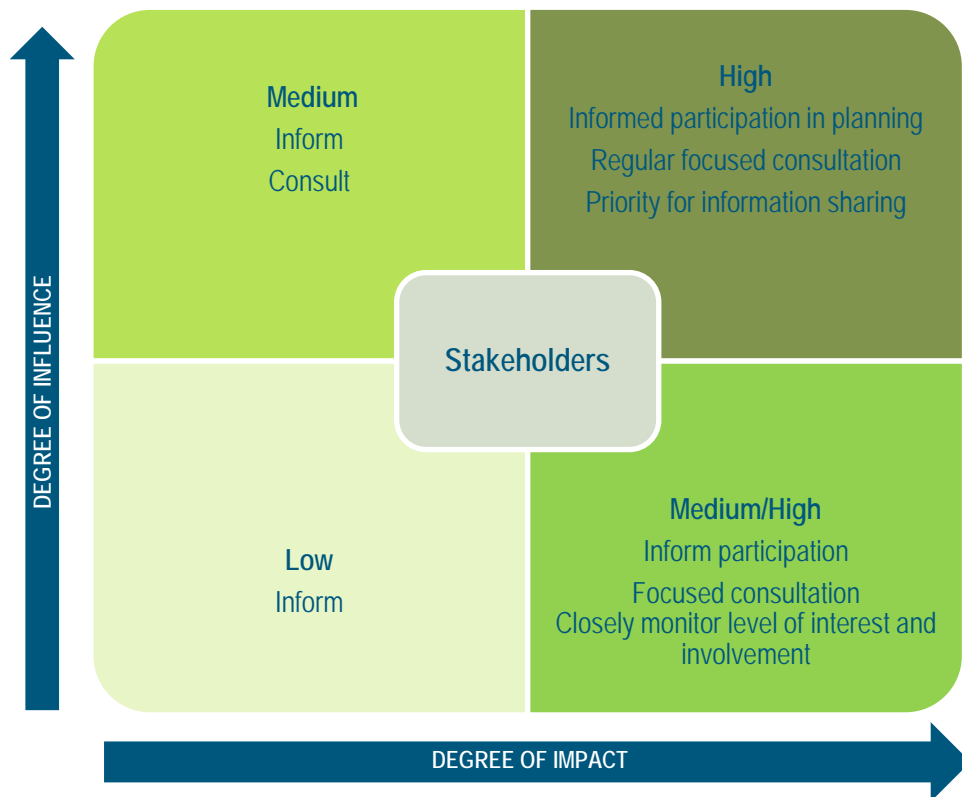 DEGREE OF INFLUENCE
Medium
Inform
Consult
High
Informed participation in planning
Regular focused consultation
Priority for information sharing
Stakeholders
Low
Inform
Medium/High
Inform participation
Focused consultation
Closely monitor level of interest and
involvement
DEGREE OF IMPACT